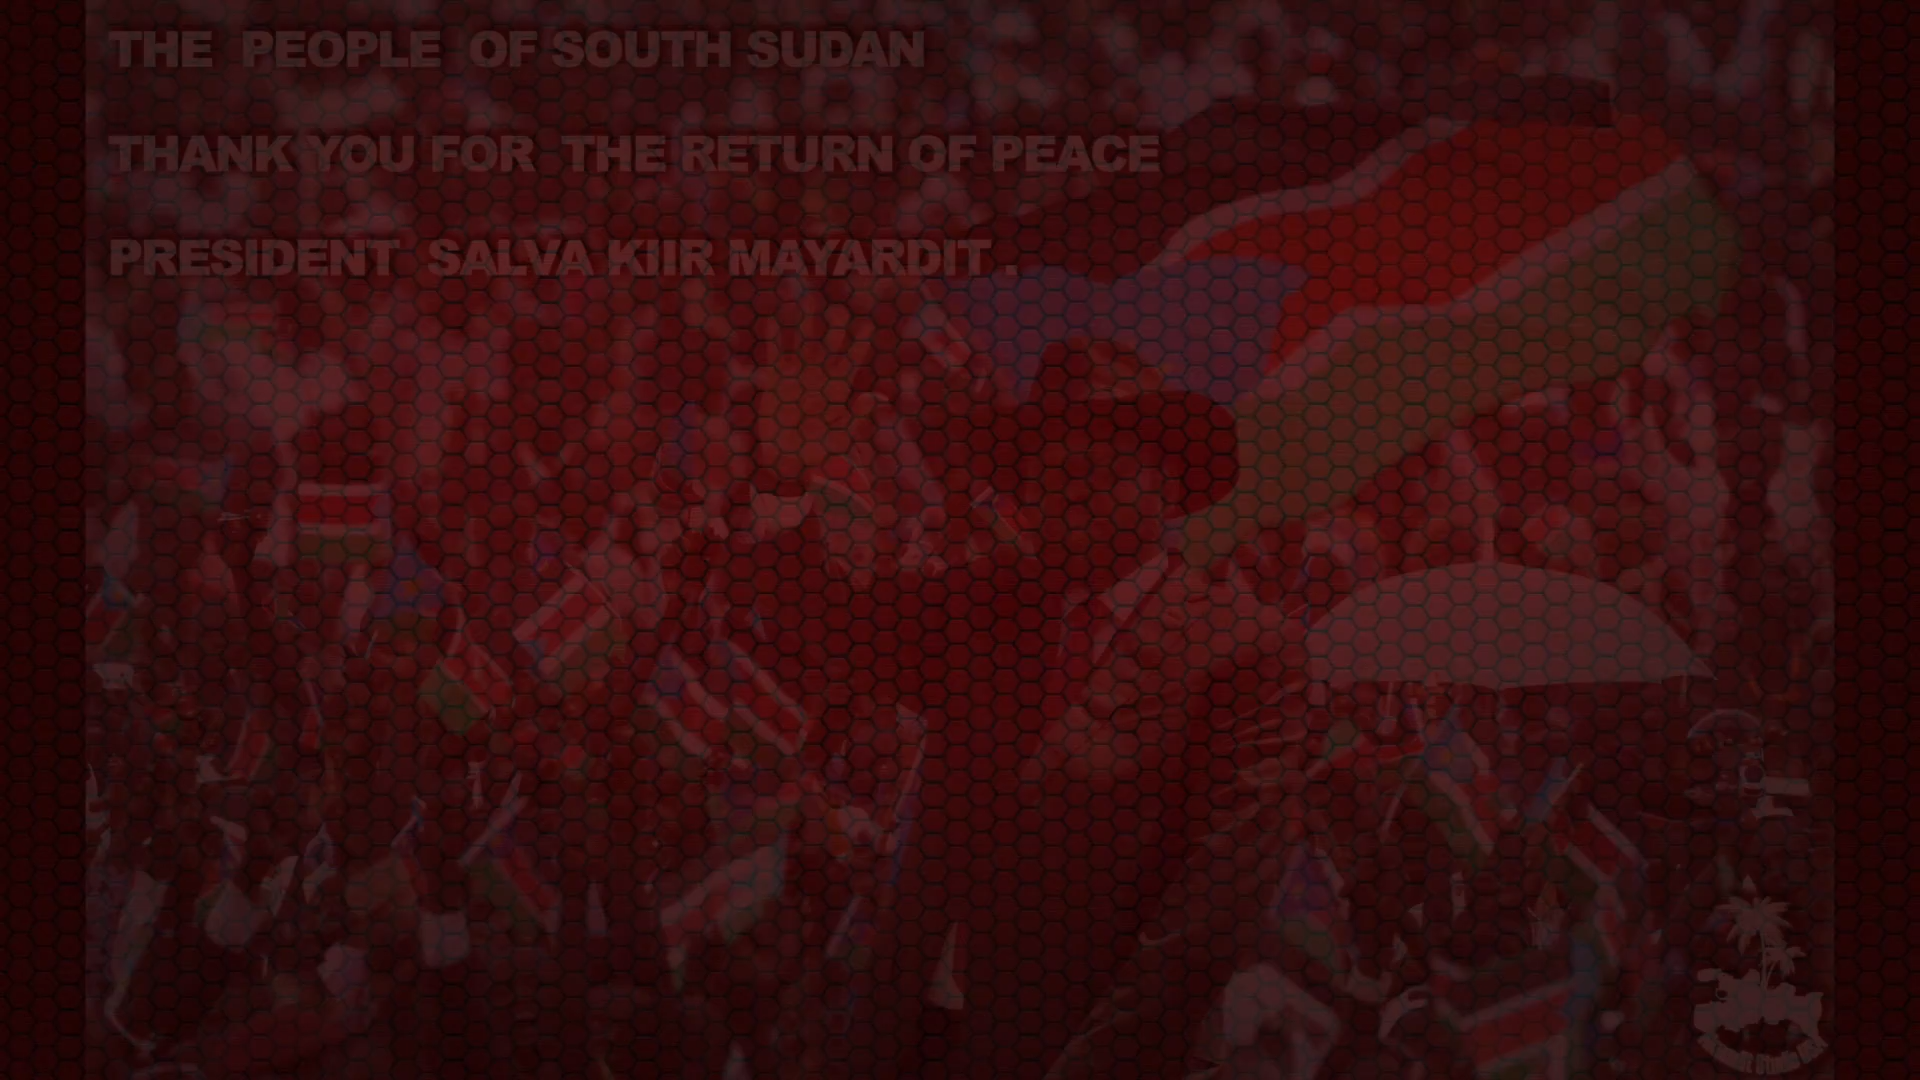 THE PEOPLE OF SOUTH SUDAN
THANK YOU FOR THE RETURN OF PEACE
PRESIDENT SALVA KIIR MAYARDIT .